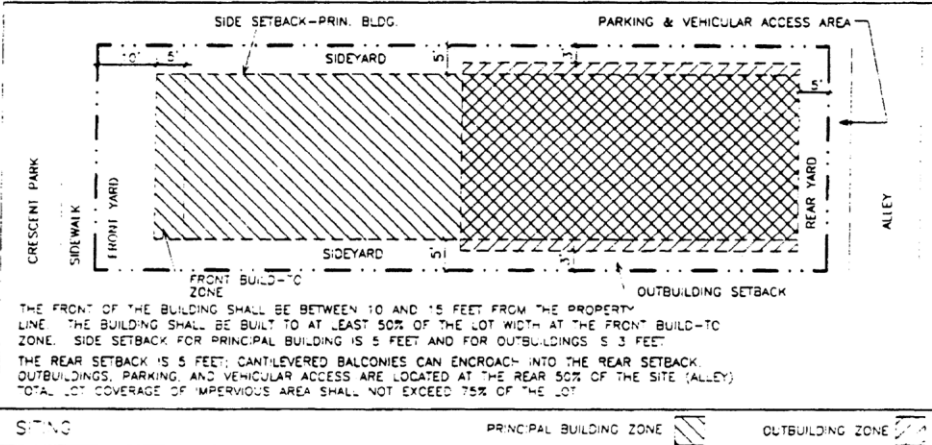 SIDE SETBACK-PRIN. BLDG.
PARKING & VEHICULAR ACCESS AREA
SIDEYARD
10'
5'
5'
3'
5'
CRESCENT PARK
SIDEWALK
FRONT YARD
REAR YARD
ALLEY
SIDEYARD
5'
3'
FRONT BUILD-TO
ZONE
OUTBUILDING SETBACK
THE FRONT OF THE BUILDING SHALL BE BETWEEN 10 AND 15 FEET FROM THE PROPERTY
LINE. THE BUILDING SHALL BE BUILT TO AT LEAST 50% OF THE LOT WIDTH AT THE FRONT BUILD-TO
ZONE. SIDE SETBACK FOR PRINCIPAL BUILDING IS 5 FEET AND FOR OUTBUILDINGS IS 3 FEET
THE REAR SETBACK IS 5 FEET; CANTILEVERED BALCONIES CAN ENCROACH INTO THE REAR SETBACK.
OUTBUILDINGS, PARKING, AND VEHICULAR ACCESS ARE LOCATED AT THE REAR 50% OF THE SITE (ALLEY)
TOTAL LOT COVERAGE OF IMPERVIOUS AREA SHALL NOT EXCEED 75% OF THE LOT
SITING
PRINCIPAL BUILDING ZONE
OUTBUILDING ZONE